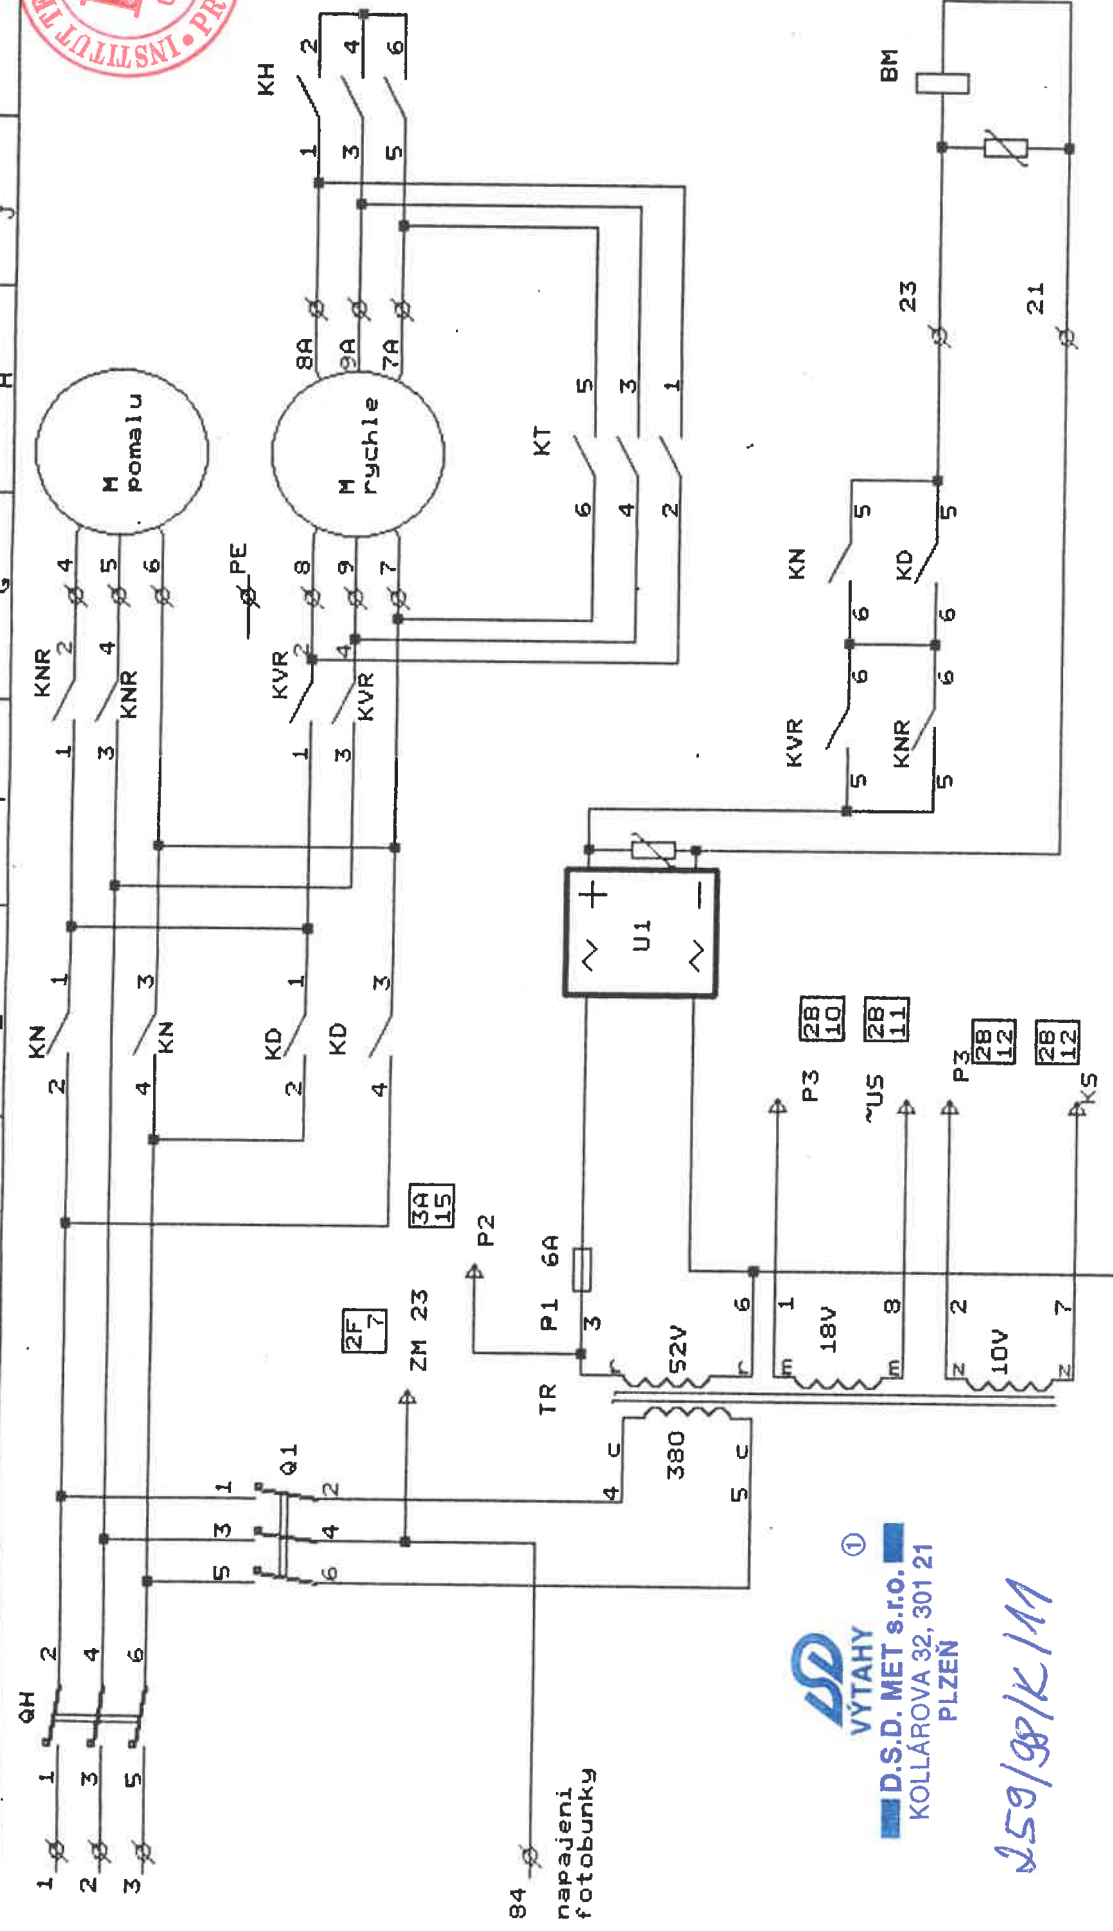 INSTITUT
PR
QH
1 1 2
2 3 4
3 5 6
KN
2 1
4 3
KN
KNR
1 2 4
3 4 5
KNR
6
M
pomalu
PE
KD
2 1
KD
4 3
KVR
1 2 8
3 4 9
KVR
7
M
rychle
8A
9A
7A
KH
1 2
3 4
5 6
KT
6 5
4 3
2 1
1 3 5
Q1
2 4 6
2F
7
ZM 23
3A
15
P2
84
napajeni
fotobunky
TR
P1 6A
4 c
380
5 c
r 3
52V
r 6
m 1
18V
m 8
z 2
10V
z 7
P3
2B
10
~US
2B
11
P3
2B
12
KS
2B
12
~ +
U1
~ −
KVR
5 6
KNR
5 6
KN
6 5
KD
6 5
23
21
BM
G
H
J
VÝTAHY
①
D.S.D. MET s.r.o.
KOLLÁROVA 32, 301 21
PLZEŇ
259/98/K/11